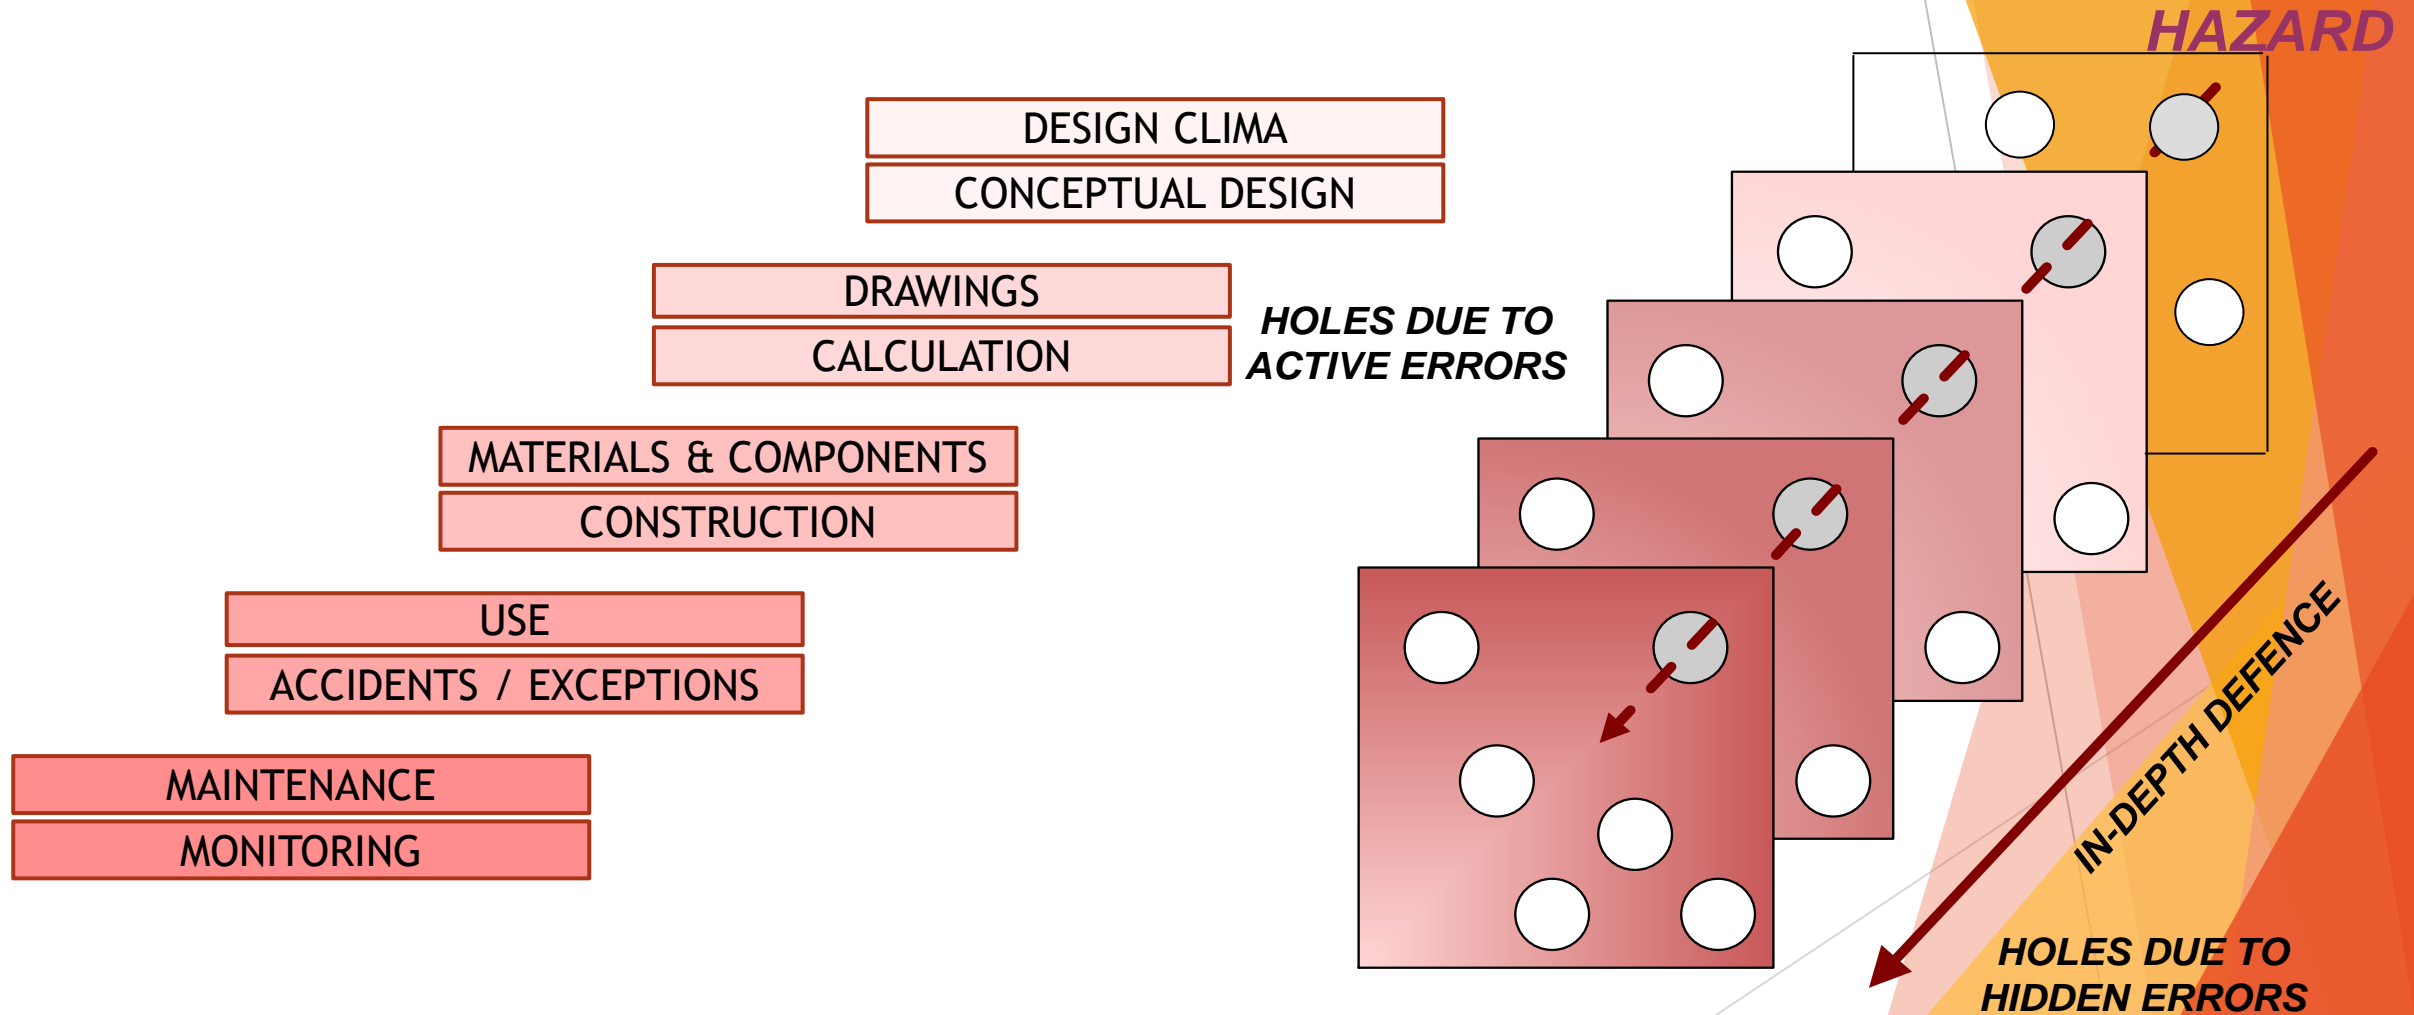 HAZARD
DESIGN CLIMA
CONCEPTUAL DESIGN
DRAWINGS
CALCULATION
HOLES DUE TO
ACTIVE ERRORS
MATERIALS & COMPONENTS
CONSTRUCTION
USE
ACCIDENTS / EXCEPTIONS
MAINTENANCE
MONITORING
IN-DEPTH DEFENCE
HOLES DUE TO
HIDDEN ERRORS